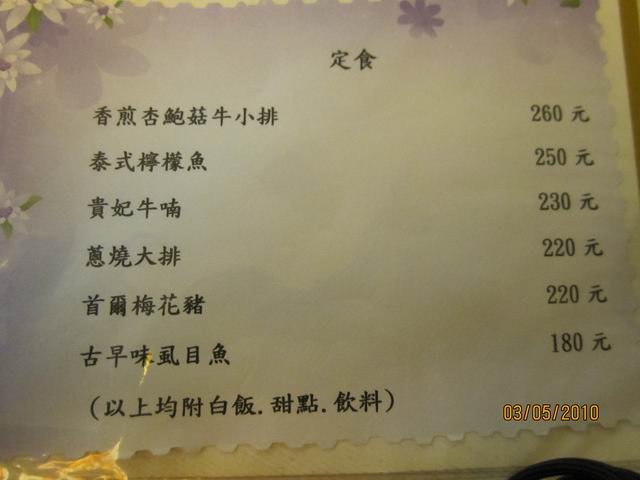 定食
香煎杏鮑菇牛小排 260 元
泰式檸檬魚 250 元
貴妃牛喃 230 元
蔥燒大排 220 元
首爾梅花豬 220 元
古早味虱目魚 180 元
(以上均附白飯.甜點.飲料)
03/05/2010